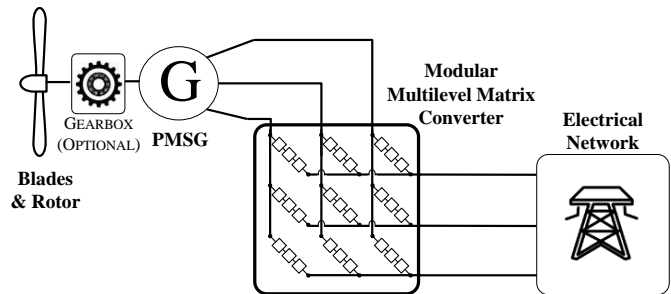 G
GEARBOX
(OPTIONAL)
PMSG
Blades
& Rotor
Modular
Multilevel Matrix
Converter
Electrical
Network